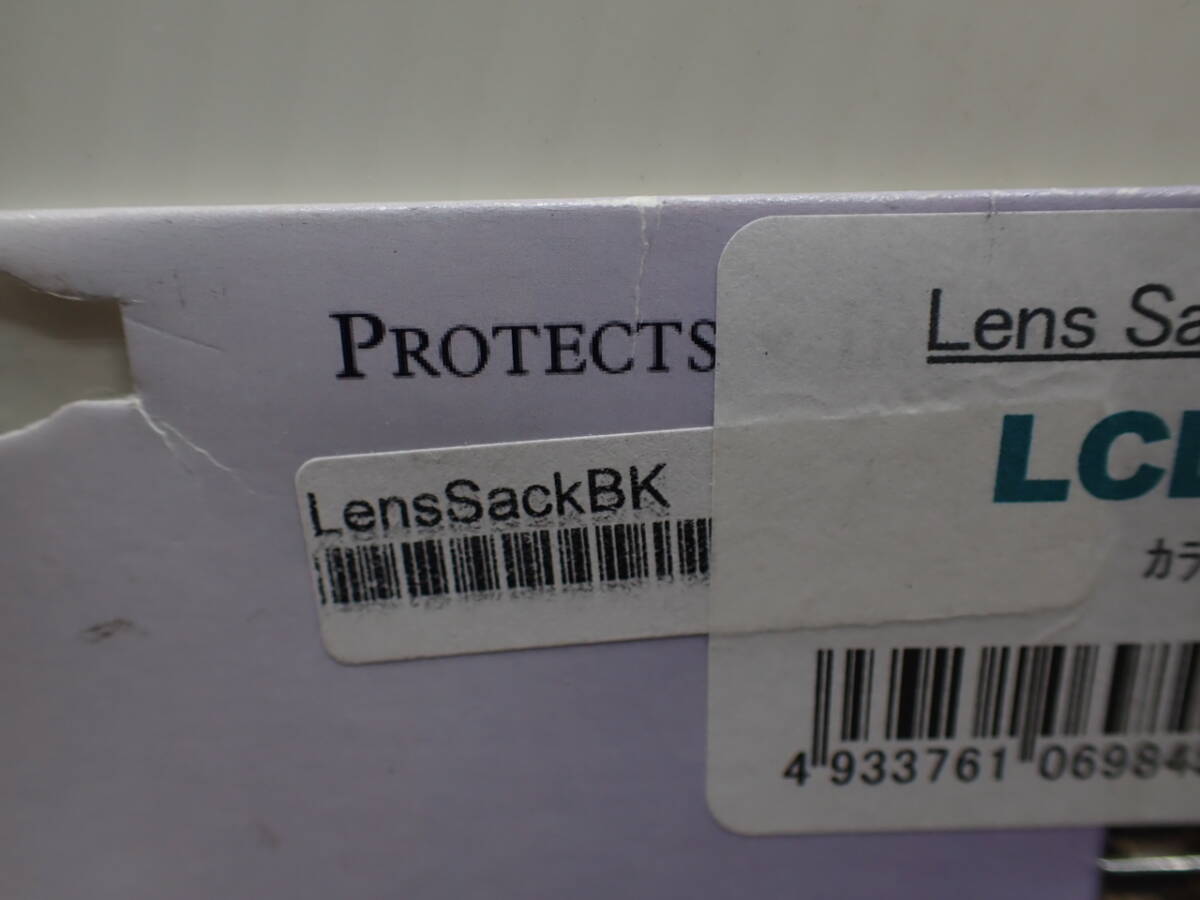 PROTECTS
LensSackBK
Lens Sa
LC
カラ
4 933761 06984